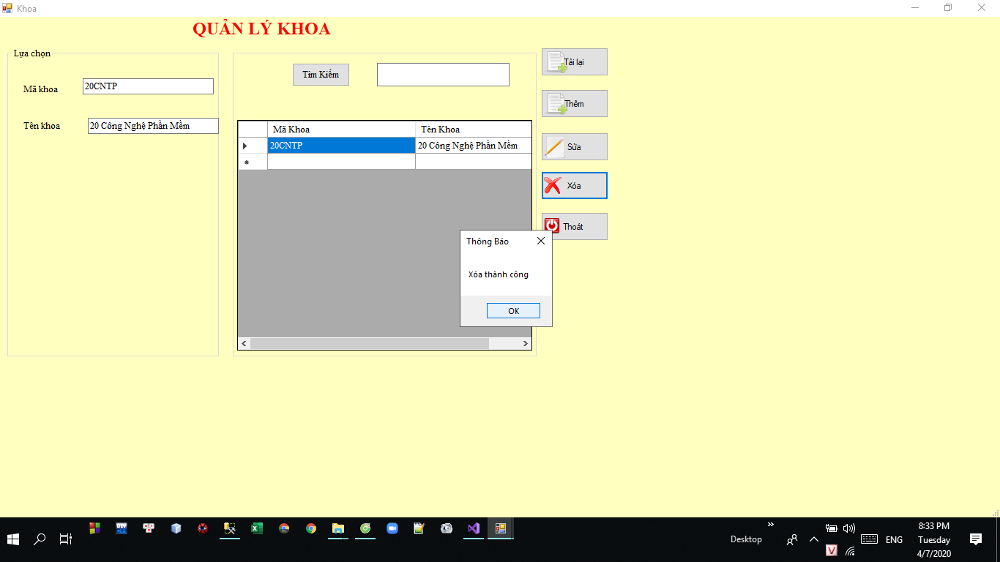 Khoa
QUẢN LÝ KHOA
Lựa chọn
Mã khoa
20CNTP
Tên khoa
20 Công Nghệ Phần Mềm
Tìm Kiếm
Mã Khoa Tên Khoa
20CNTP 20 Công Nghệ Phần Mềm
Tải lại
Thêm
Sửa
Xóa
Thoát
Thông Báo
Xóa thành công
OK
Desktop
ENG
8:33 PM
Tuesday
4/7/2020